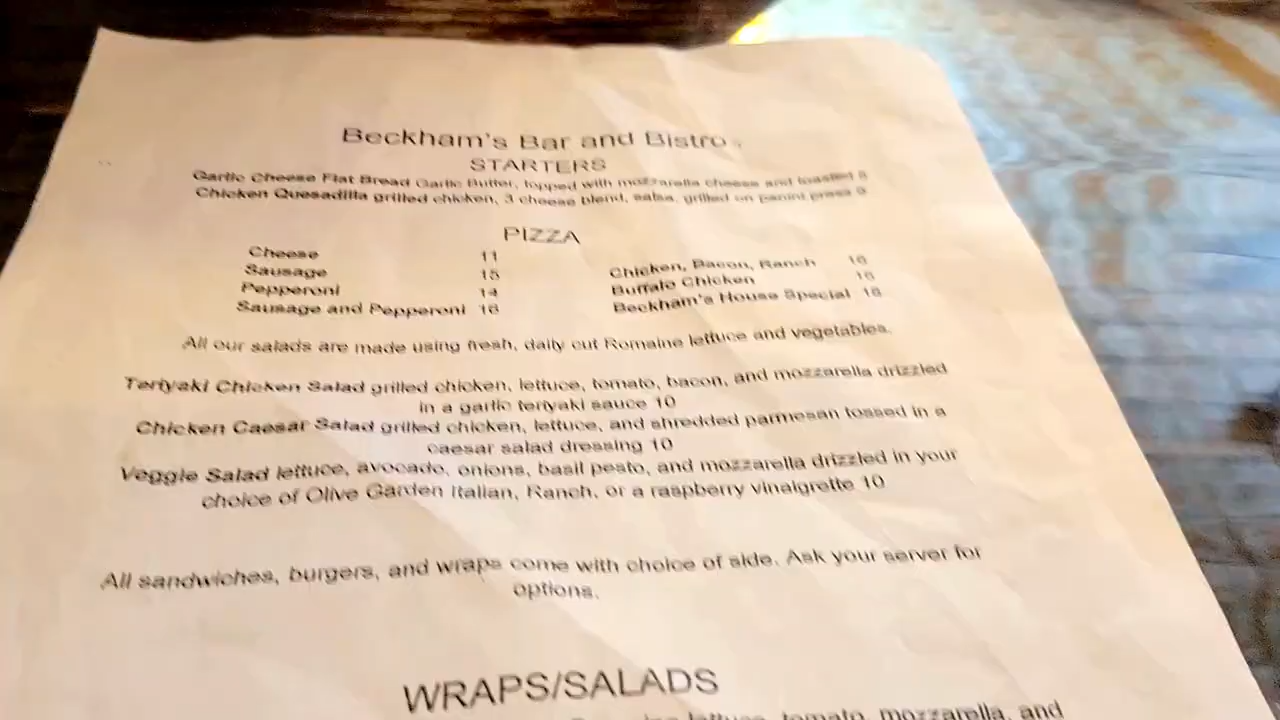 Beckham's Bar and Bistro
STARTERS
Garlic Cheese Flat Bread Garlic Butter, topped with mozzarella cheese and toasted 8
Chicken Quesadilla grilled chicken, 3 cheese blend, salsa, grilled on panini press 9
PIZZA
Cheese 11
Sausage 15
Pepperoni 14
Sausage and Pepperoni 16
Chicken, Bacon, Ranch 16
Buffalo Chicken 16
Beckham's House Special 18
All our salads are made using fresh, daily cut Romaine lettuce and vegetables.
Teriyaki Chicken Salad grilled chicken, lettuce, tomato, bacon, and mozzarella drizzled
in a garlic teriyaki sauce 10
Chicken Caesar Salad grilled chicken, lettuce, and shredded parmesan tossed in a
caesar salad dressing 10
Veggie Salad lettuce, avocado, onions, basil pesto, and mozzarella drizzled in your
choice of Olive Garden Italian, Ranch, or a raspberry vinaigrette 10
All sandwiches, burgers, and wraps come with choice of side. Ask your server for
options.
WRAPS/SALADS
lettuce, tomato, mozzarella, and